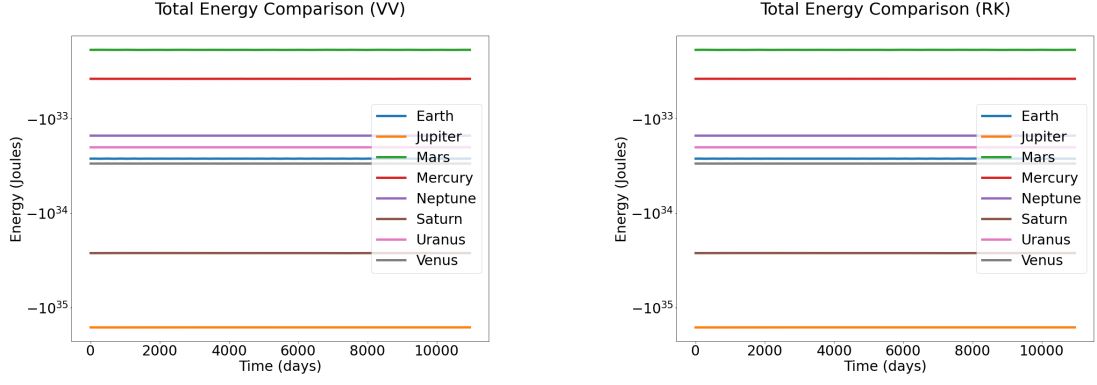 Total Energy Comparison (VV)
Energy (Joules)
−10³³
−10³⁴
−10³⁵
Earth
Jupiter
Mars
Mercury
Neptune
Saturn
Uranus
Venus
0 2000 4000 6000 8000 10000
Time (days)
Total Energy Comparison (RK)
Energy (Joules)
−10³³
−10³⁴
−10³⁵
Earth
Jupiter
Mars
Mercury
Neptune
Saturn
Uranus
Venus
0 2000 4000 6000 8000 10000
Time (days)